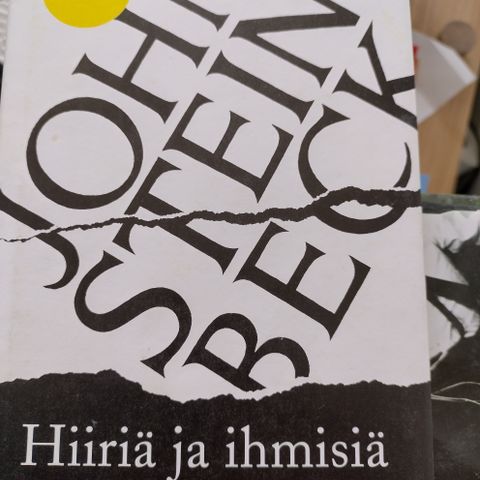 JOHN
STEIN
BECK
Hiiriä ja ihmisiä